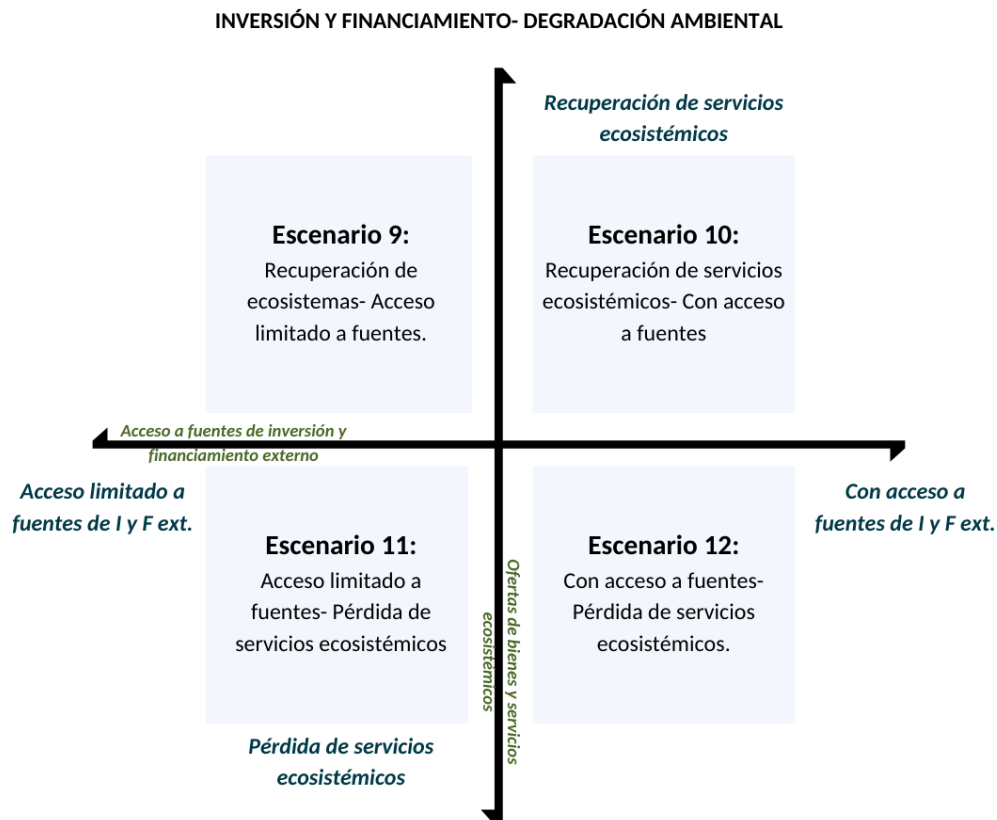 INVERSIÓN Y FINANCIAMIENTO- DEGRADACIÓN AMBIENTAL
Recuperación de servicios
ecosistémicos
Escenario 9:
Recuperación de
ecosistemas- Acceso
limitado a fuentes.
Escenario 10:
Recuperación de servicios
ecosistémicos- Con acceso
a fuentes
Acceso a fuentes de inversión y
financiamiento externo
Acceso limitado a
fuentes de I y F ext.
Con acceso a
fuentes de I y F ext.
Escenario 11:
Acceso limitado a
fuentes- Pérdida de
servicios ecosistémicos
Ofertas de bienes y servicios
ecosistémicos
Escenario 12:
Con acceso a fuentes-
Pérdida de servicios
ecosistémicos.
Pérdida de servicios
ecosistémicos